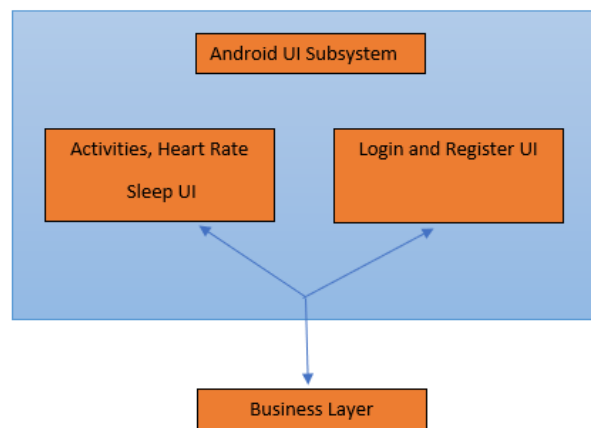 Android UI Subsystem
Activities, Heart Rate
Sleep UI
Login and Register UI
Business Layer